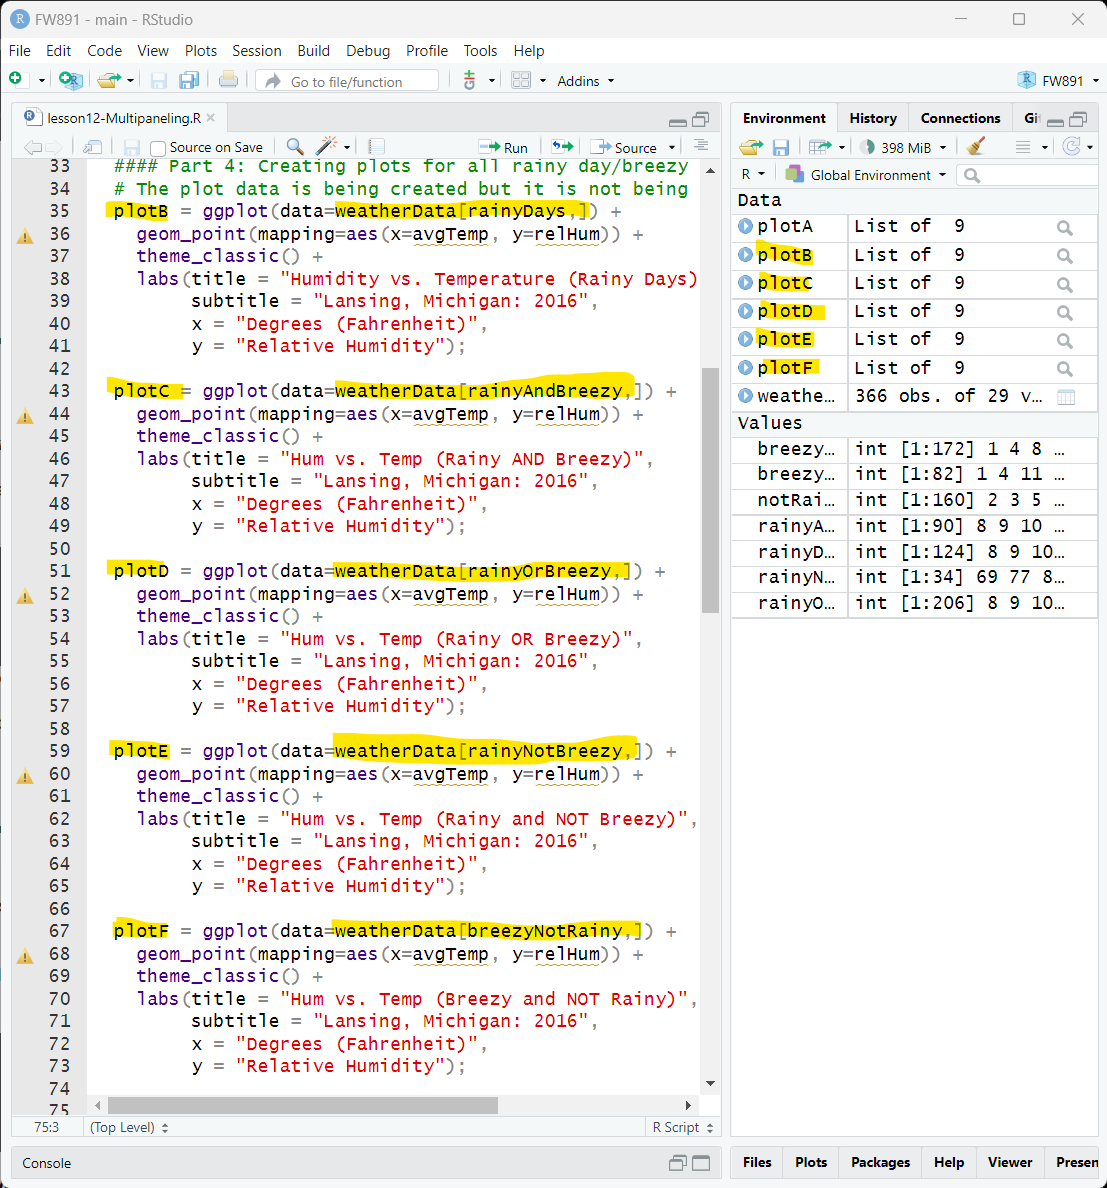 FW891 - main - RStudio
File Edit Code View Plots Session Build Debug Profile Tools Help
Go to file/function Addins FW891
lesson12-Multipaneling.R
Source on Save Run Source
33 #### Part 4: Creating plots for all rainy day/breezy
34 # The plot data is being created but it is not being
35 plotB = ggplot(data=weatherData[rainyDays,]) +
36 geom_point(mapping=aes(x=avgTemp, y=relHum)) +
37 theme_classic() +
38 labs(title = "Humidity vs. Temperature (Rainy Days)
39 subtitle = "Lansing, Michigan: 2016",
40 x = "Degrees (Fahrenheit)",
41 y = "Relative Humidity");
42
43 plotC = ggplot(data=weatherData[rainyAndBreezy,]) +
44 geom_point(mapping=aes(x=avgTemp, y=relHum)) +
45 theme_classic() +
46 labs(title = "Hum vs. Temp (Rainy AND Breezy)",
47 subtitle = "Lansing, Michigan: 2016",
48 x = "Degrees (Fahrenheit)",
49 y = "Relative Humidity");
50
51 plotD = ggplot(data=weatherData[rainyOrBreezy,]) +
52 geom_point(mapping=aes(x=avgTemp, y=relHum)) +
53 theme_classic() +
54 labs(title = "Hum vs. Temp (Rainy OR Breezy)",
55 subtitle = "Lansing, Michigan: 2016",
56 x = "Degrees (Fahrenheit)",
57 y = "Relative Humidity");
58
59 plotE = ggplot(data=weatherData[rainyNotBreezy,]) +
60 geom_point(mapping=aes(x=avgTemp, y=relHum)) +
61 theme_classic() +
62 labs(title = "Hum vs. Temp (Rainy and NOT Breezy)",
63 subtitle = "Lansing, Michigan: 2016",
64 x = "Degrees (Fahrenheit)",
65 y = "Relative Humidity");
66
67 plotF = ggplot(data=weatherData[breezyNotRainy,]) +
68 geom_point(mapping=aes(x=avgTemp, y=relHum)) +
69 theme_classic() +
70 labs(title = "Hum vs. Temp (Breezy and NOT Rainy)",
71 subtitle = "Lansing, Michigan: 2016",
72 x = "Degrees (Fahrenheit)",
73 y = "Relative Humidity");
74
75
75:3 (Top Level) R Script
Console
Environment History Connections Gi
398 MiB
R Global Environment
Data
plotA List of 9
plotB List of 9
plotC List of 9
plotD List of 9
plotE List of 9
plotF List of 9
weathe… 366 obs. of 29 v…
Values
breezy… int [1:172] 1 4 8 …
breezy… int [1:82] 1 4 11 …
notRai… int [1:160] 2 3 5 …
rainyA… int [1:90] 8 9 10 …
rainyD… int [1:124] 8 9 10…
rainyN… int [1:34] 69 77 8…
rainyO… int [1:206] 8 9 10…
Files Plots Packages Help Viewer Presen